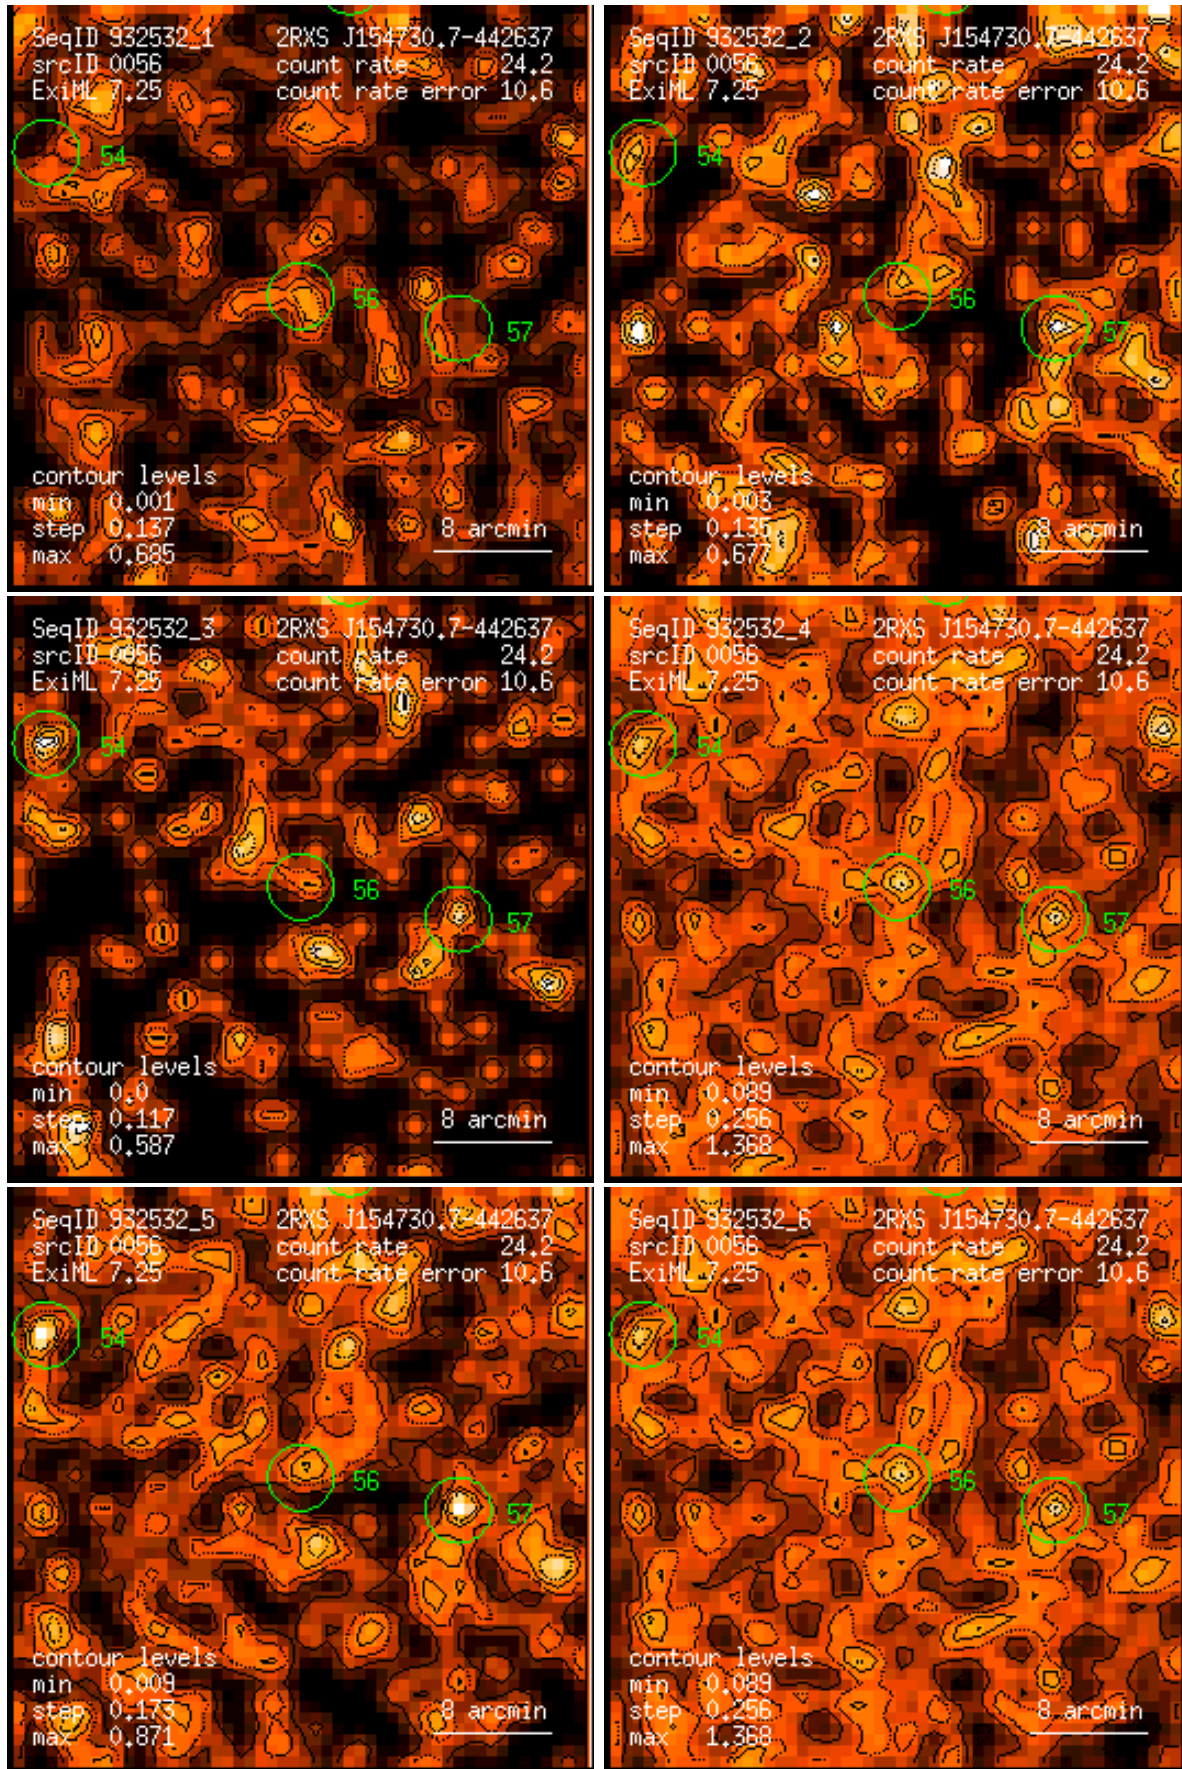 SeqID 932532_1 2RXS J154730.7-442637
srcID 0056 count rate 24.2
ExiML 7.25 count rate error 10.6
54
56
57
contour levels
min 0.001
step 0.137 8 arcmin
max 0.685
SeqID 932532_2 2RXS J154730.7-442637
srcID 0056 count rate 24.2
ExiML 7.25 count rate error 10.6
54
56
57
contour levels
min 0.003
step 0.135 8 arcmin
max 0.677
SeqID 932532_3 2RXS J154730.7-442637
srcID 0056 count rate 24.2
ExiML 7.25 count rate error 10.6
54
56
57
contour levels
min 0.0
step 0.117 8 arcmin
max 0.587
SeqID 932532_4 2RXS J154730.7-442637
srcID 0056 count rate 24.2
ExiML 7.25 count rate error 10.6
54
56
57
contour levels
min 0.089
step 0.256 8 arcmin
max 1.368
SeqID 932532_5 2RXS J154730.7-442637
srcID 0056 count rate 24.2
ExiML 7.25 count rate error 10.6
54
56
57
contour levels
min 0.009
step 0.173 8 arcmin
max 0.871
SeqID 932532_6 2RXS J154730.7-442637
srcID 0056 count rate 24.2
ExiML 7.25 count rate error 10.6
54
56
57
contour levels
min 0.089
step 0.256 8 arcmin
max 1.368